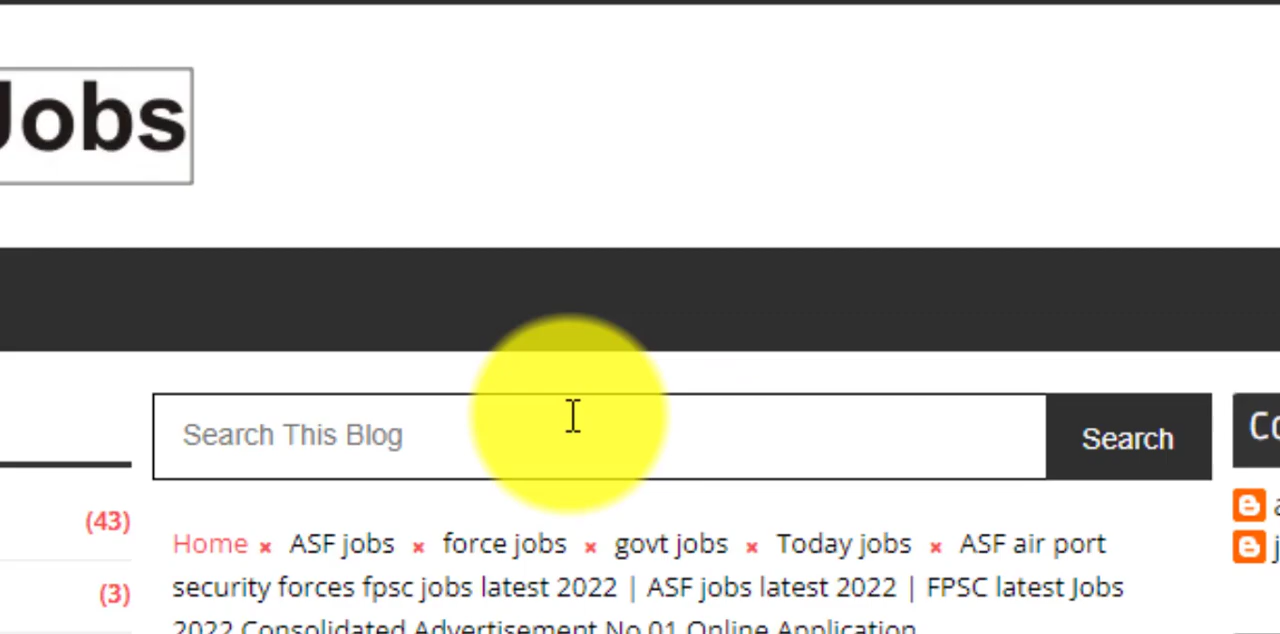 Jobs
Search This Blog
Search
(43)
Home × ASF jobs × force jobs × govt jobs × Today jobs × ASF air port
(3)
security forces fpsc jobs latest 2022 | ASF jobs latest 2022 | FPSC latest Jobs
2022 Consolidated Advertisement No 01 Online Application